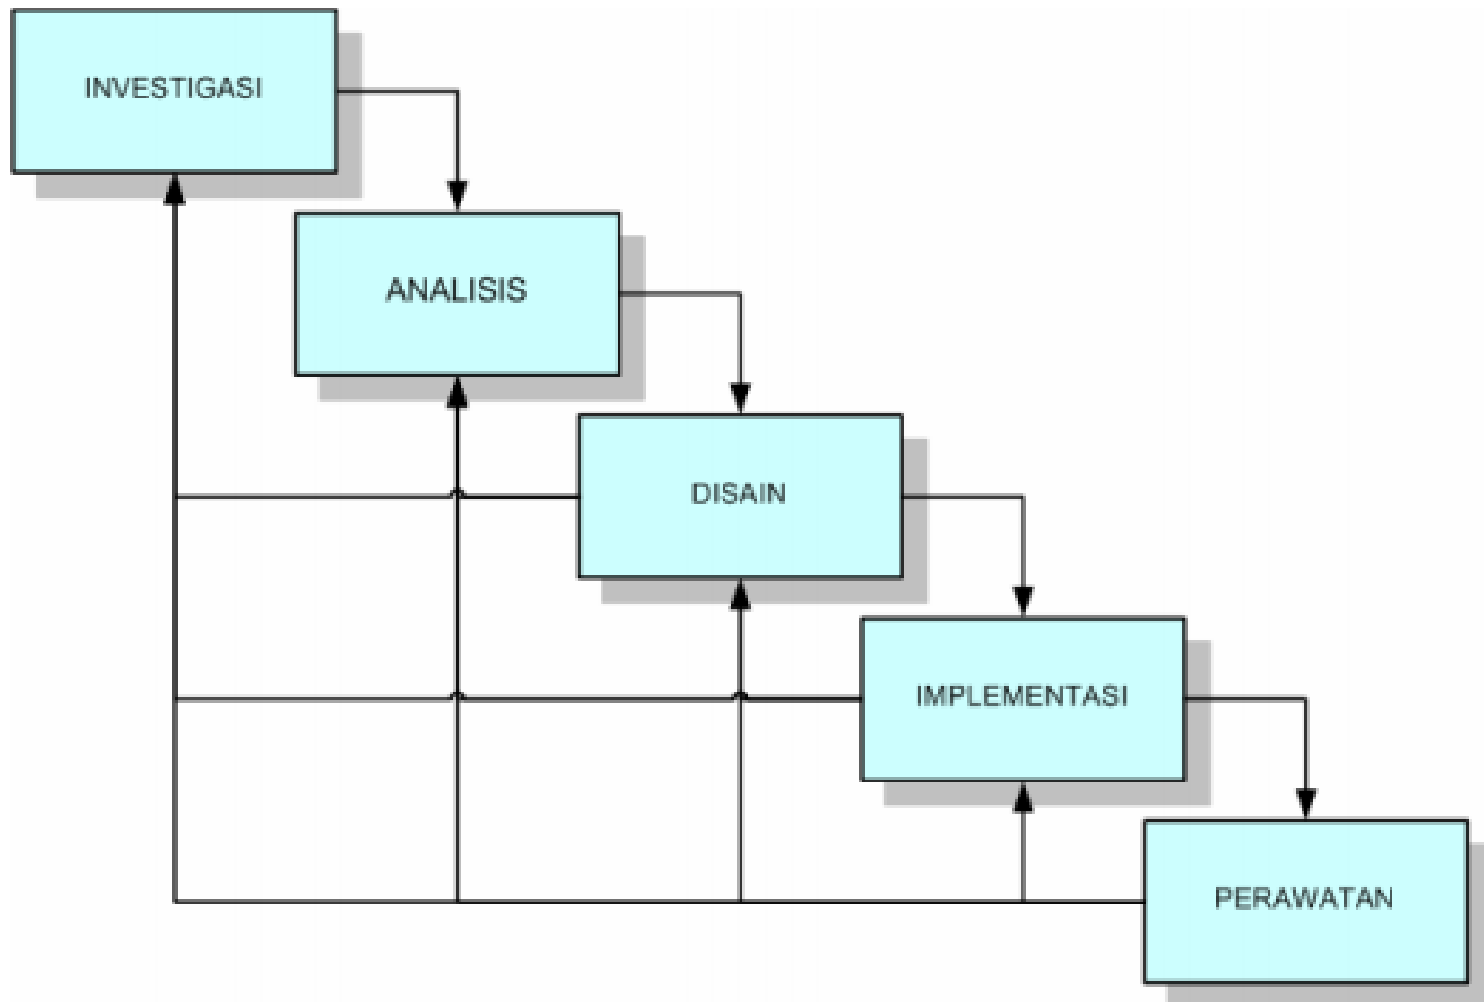 INVESTIGASI
ANALISIS
DISAIN
IMPLEMENTASI
PERAWATAN